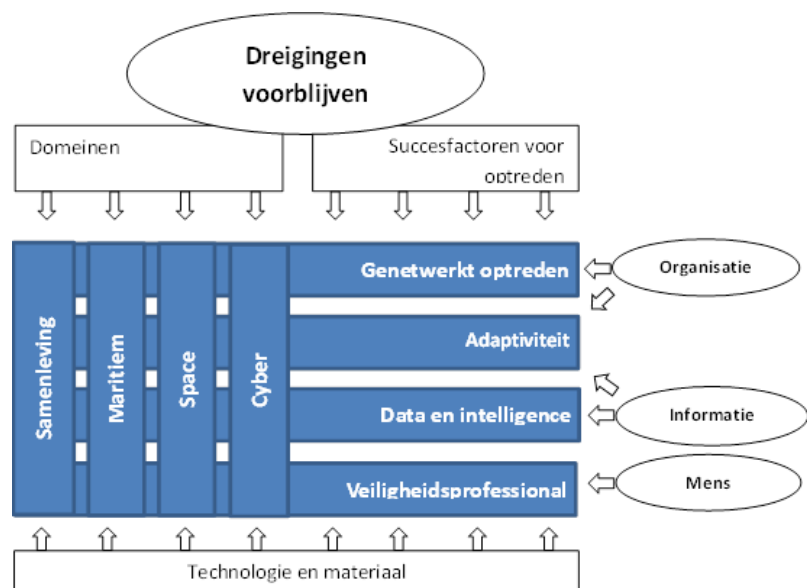 Dreigingen
voorblijven
Domeinen
Succesfactoren voor
optreden
Samenleving
Maritiem
Space
Cyber
Genetwerkt optreden
Adaptiviteit
Data en intelligence
Veiligheidsprofessional
Organisatie
Informatie
Mens
Technologie en materiaal